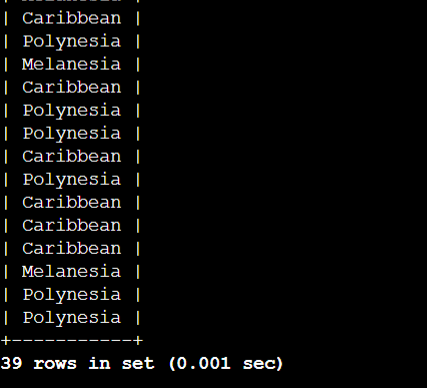 | Caribbean |
| Polynesia |
| Melanesia |
| Caribbean |
| Polynesia |
| Polynesia |
| Caribbean |
| Polynesia |
| Caribbean |
| Caribbean |
| Caribbean |
| Melanesia |
| Polynesia |
| Polynesia |
+-----------+
39 rows in set (0.001 sec)